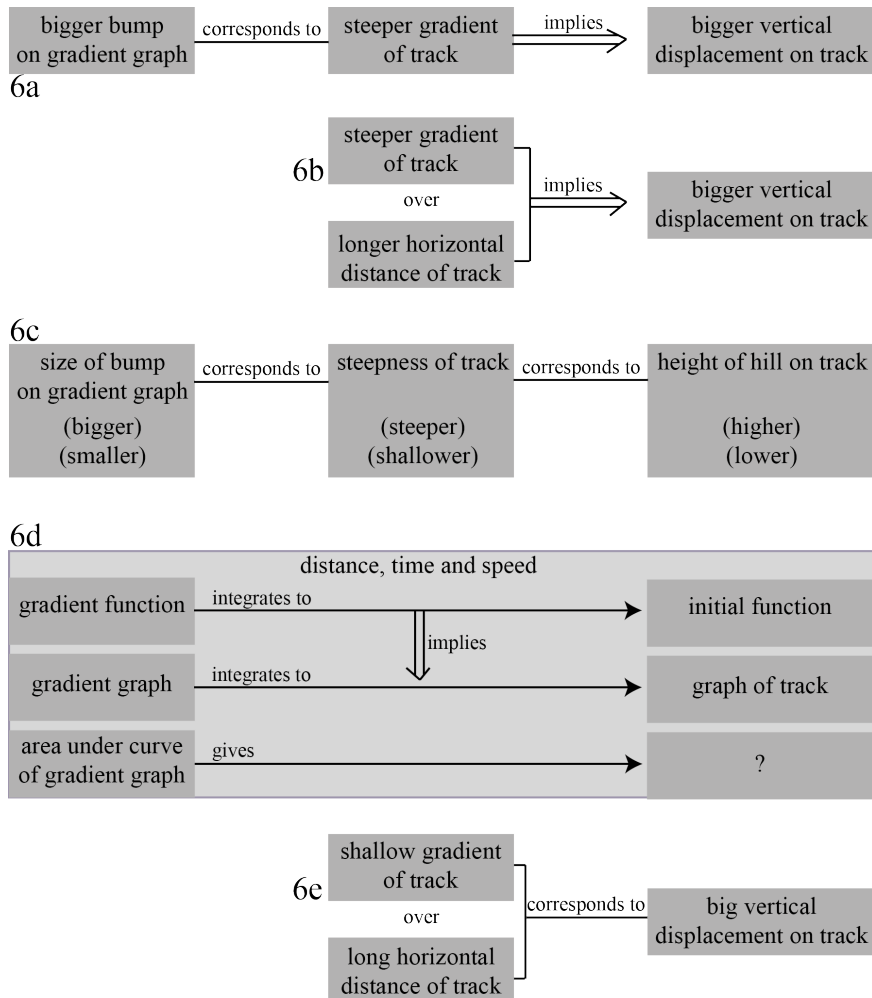 bigger bump
on gradient graph
corresponds to
steeper gradient
of track
implies
bigger vertical
displacement on track
6a
6b
steeper gradient
of track
over
longer horizontal
distance of track
implies
bigger vertical
displacement on track
6c
size of bump
on gradient graph
(bigger)
(smaller)
corresponds to
steepness of track
(steeper)
(shallower)
corresponds to
height of hill on track
(higher)
(lower)
6d
distance, time and speed
gradient function
integrates to
initial function
implies
gradient graph
integrates to
graph of track
area under curve
of gradient graph
gives
?
6e
shallow gradient
of track
over
long horizontal
distance of track
corresponds to
big vertical
displacement on track